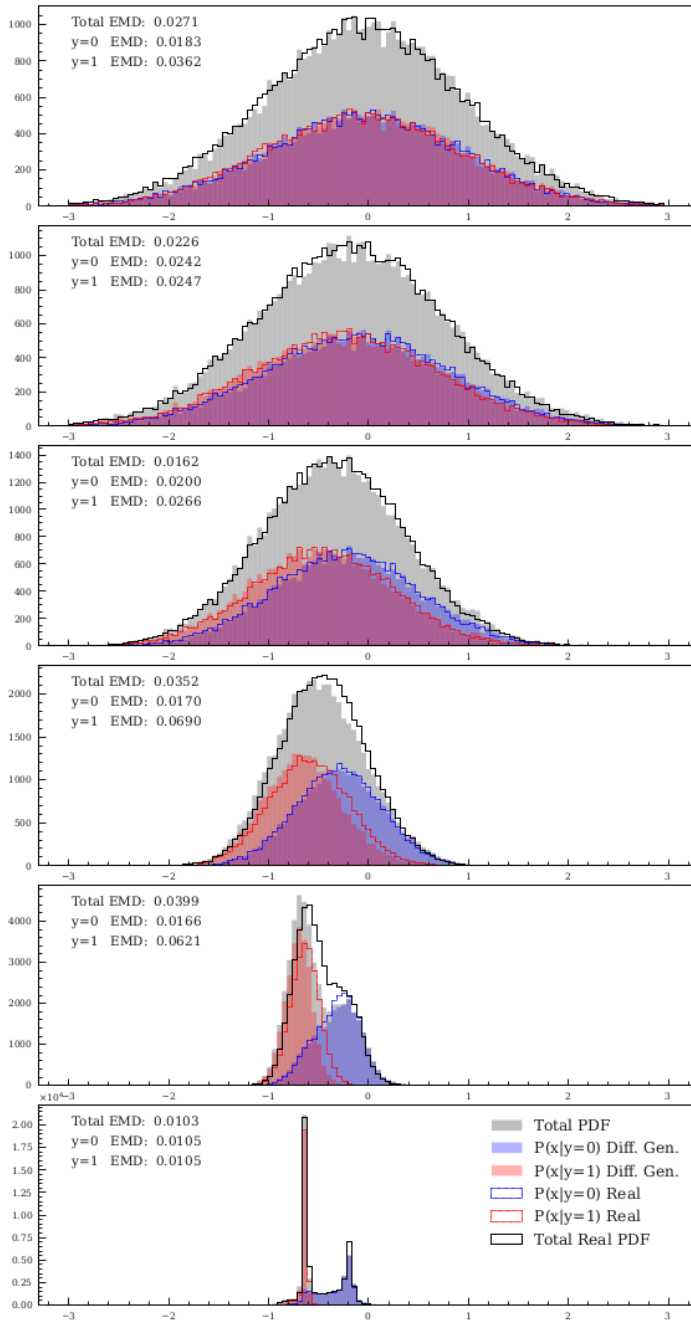 Total EMD: 0.0271
y=0 EMD: 0.0183
y=1 EMD: 0.0362
1000
800
600
400
200
0
−3 −2 −1 0 1 2 3
Total EMD: 0.0226
y=0 EMD: 0.0242
y=1 EMD: 0.0247
1000
800
600
400
200
0
−3 −2 −1 0 1 2 3
Total EMD: 0.0162
y=0 EMD: 0.0200
y=1 EMD: 0.0266
1400
1200
1000
800
600
400
200
0
−3 −2 −1 0 1 2 3
Total EMD: 0.0352
y=0 EMD: 0.0170
y=1 EMD: 0.0690
2000
1500
1000
500
0
−3 −2 −1 0 1 2 3
Total EMD: 0.0399
y=0 EMD: 0.0166
y=1 EMD: 0.0621
4000
3000
2000
1000
0
−3 −2 −1 0 1 2 3
Total EMD: 0.0103
y=0 EMD: 0.0105
y=1 EMD: 0.0105
2.00
1.75
1.50
1.25
1.00
0.75
0.50
0.25
0.00
Total PDF
P(x|y=0) Diff. Gen.
P(x|y=1) Diff. Gen.
P(x|y=0) Real
P(x|y=1) Real
Total Real PDF
−3 −2 −1 0 1 2 3